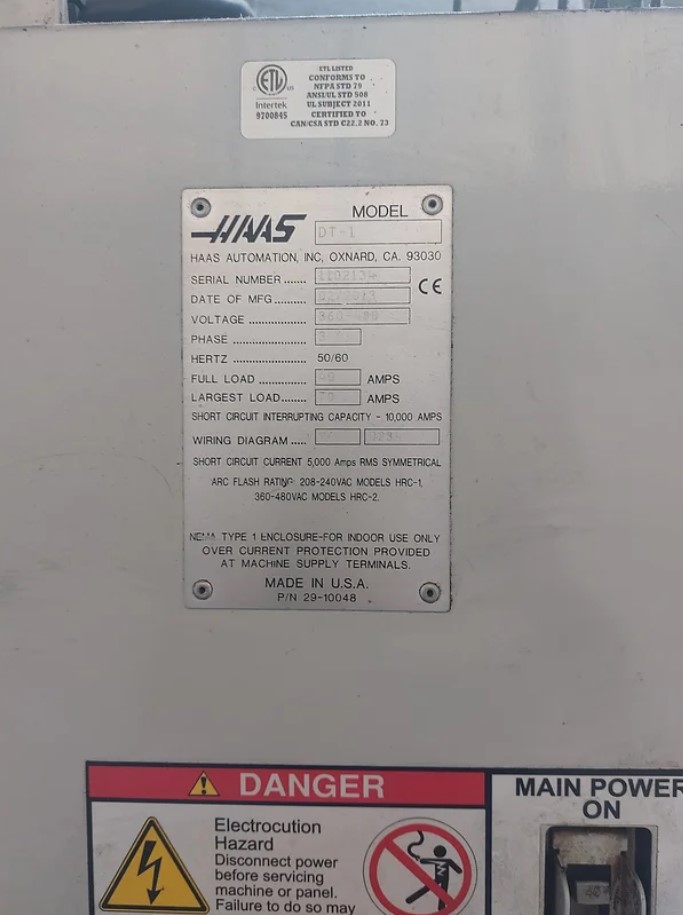 ETL LISTED
CONFORMS TO
NFPA STD 79
ANSI/UL STD 508
UL SUBJECT 2011
CERTIFIED TO
CAN/CSA STD C22.2 NO. 73
C ETL US
Intertek
9700845
HAAS
MODEL
DT-1
HAAS AUTOMATION, INC, OXNARD, CA. 93030
SERIAL NUMBER ......
CE
DATE OF MFG..........
VOLTAGE ................
PHASE ....................
HERTZ .................... 50/60
FULL LOAD ............. AMPS
LARGEST LOAD....... AMPS
SHORT CIRCUIT INTERRUPTING CAPACITY - 10,000 AMPS
WIRING DIAGRAM .....
SHORT CIRCUIT CURRENT 5,000 Amps RMS SYMMETRICAL
ARC FLASH RATING: 208-240VAC MODELS HRC-1,
360-480VAC MODELS HRC-2.
TYPE 1 ENCLOSURE-FOR INDOOR USE ONLY
OVER CURRENT PROTECTION PROVIDED
AT MACHINE SUPPLY TERMINALS.
MADE IN U.S.A.
P/N 29-10048
DANGER
Electrocution
Hazard
Disconnect power
before servicing
machine or panel.
Failure to do so may
MAIN POWER
ON